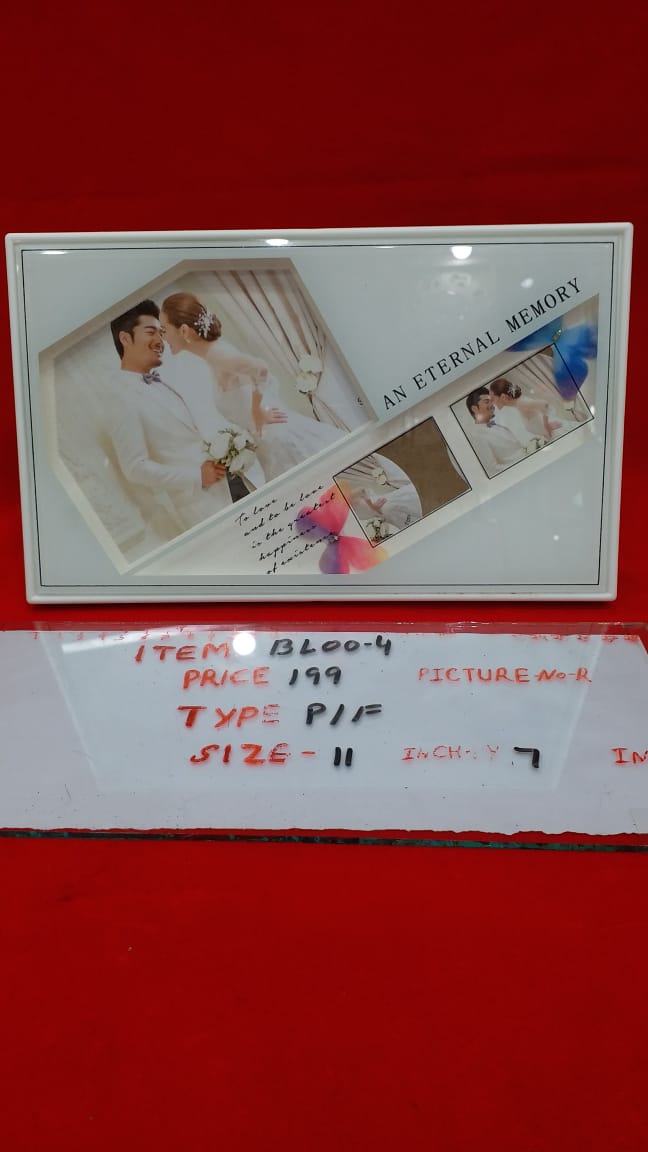 AN ETERNAL MEMORY
To love
and to be love
is the greatest
happiness
of existence
ITEM BL00-4
PRICE 199 PICTURE-NO-R
TYPE P/F
SIZE - 11 INCH 7 IN